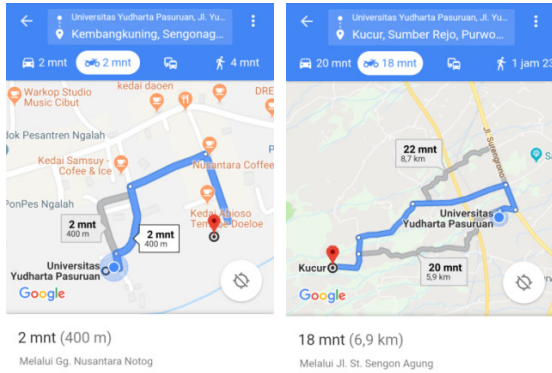 Universitas Yudharta Pasuruan, Jl. Yu...
Kembangkuning, Sengonag...
2 mnt
2 mnt
4 mnt
Warkop Studio
Music Cibut
kedai daoen
DRE
dok Pesantren Ngalah
Kedai Samsuy -
Cofee & Ice
Nusantara Coffee
PonPes Ngalah
2 mnt
400 m
2 mnt
400 m
Universitas
Yudharta Pasuruan
Google
2 mnt (400 m)
Melalui Gg. Nusantara Notog
Universitas Yudharta Pasuruan, Jl. Yu...
Kucur, Sumber Rejo, Purwo...
20 mnt
18 mnt
1 jam 23
22 mnt
8,7 km
Jl. Surengrono
Universitas
Yudharta Pasuruan
Kucur
20 mnt
5,9 km
Google
18 mnt (6,9 km)
Melalui Jl. St. Sengon Agung